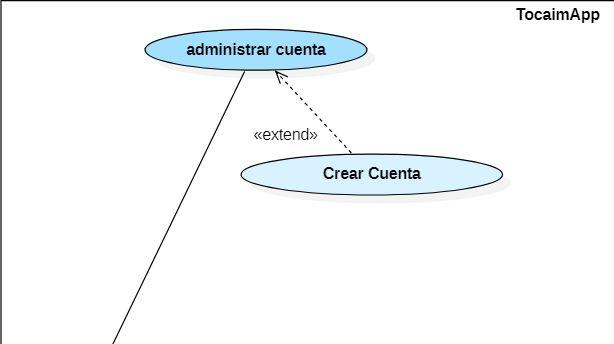 TocaimApp
administrar cuenta
«extend»
Crear Cuenta